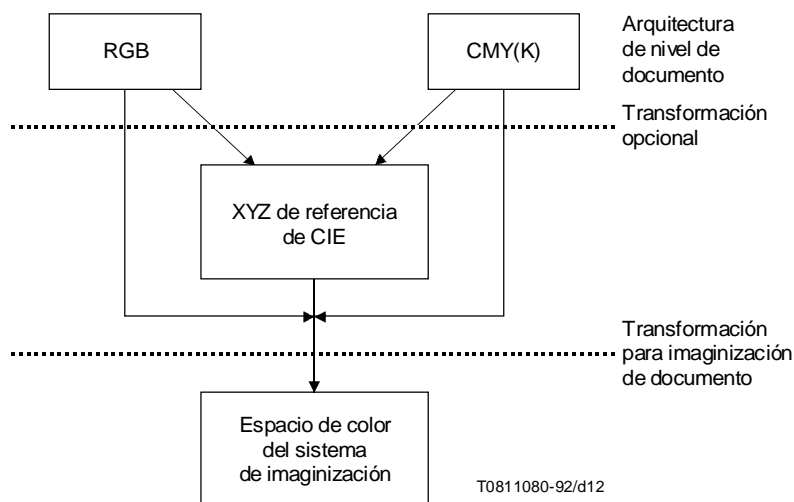 RGB
CMY(K)
Arquitectura
de nivel de
documento
Transformación
opcional
XYZ de referencia
de CIE
Transformación
para imaginización
de documento
Espacio de color
del sistema
de imaginización
T0811080-92/d12